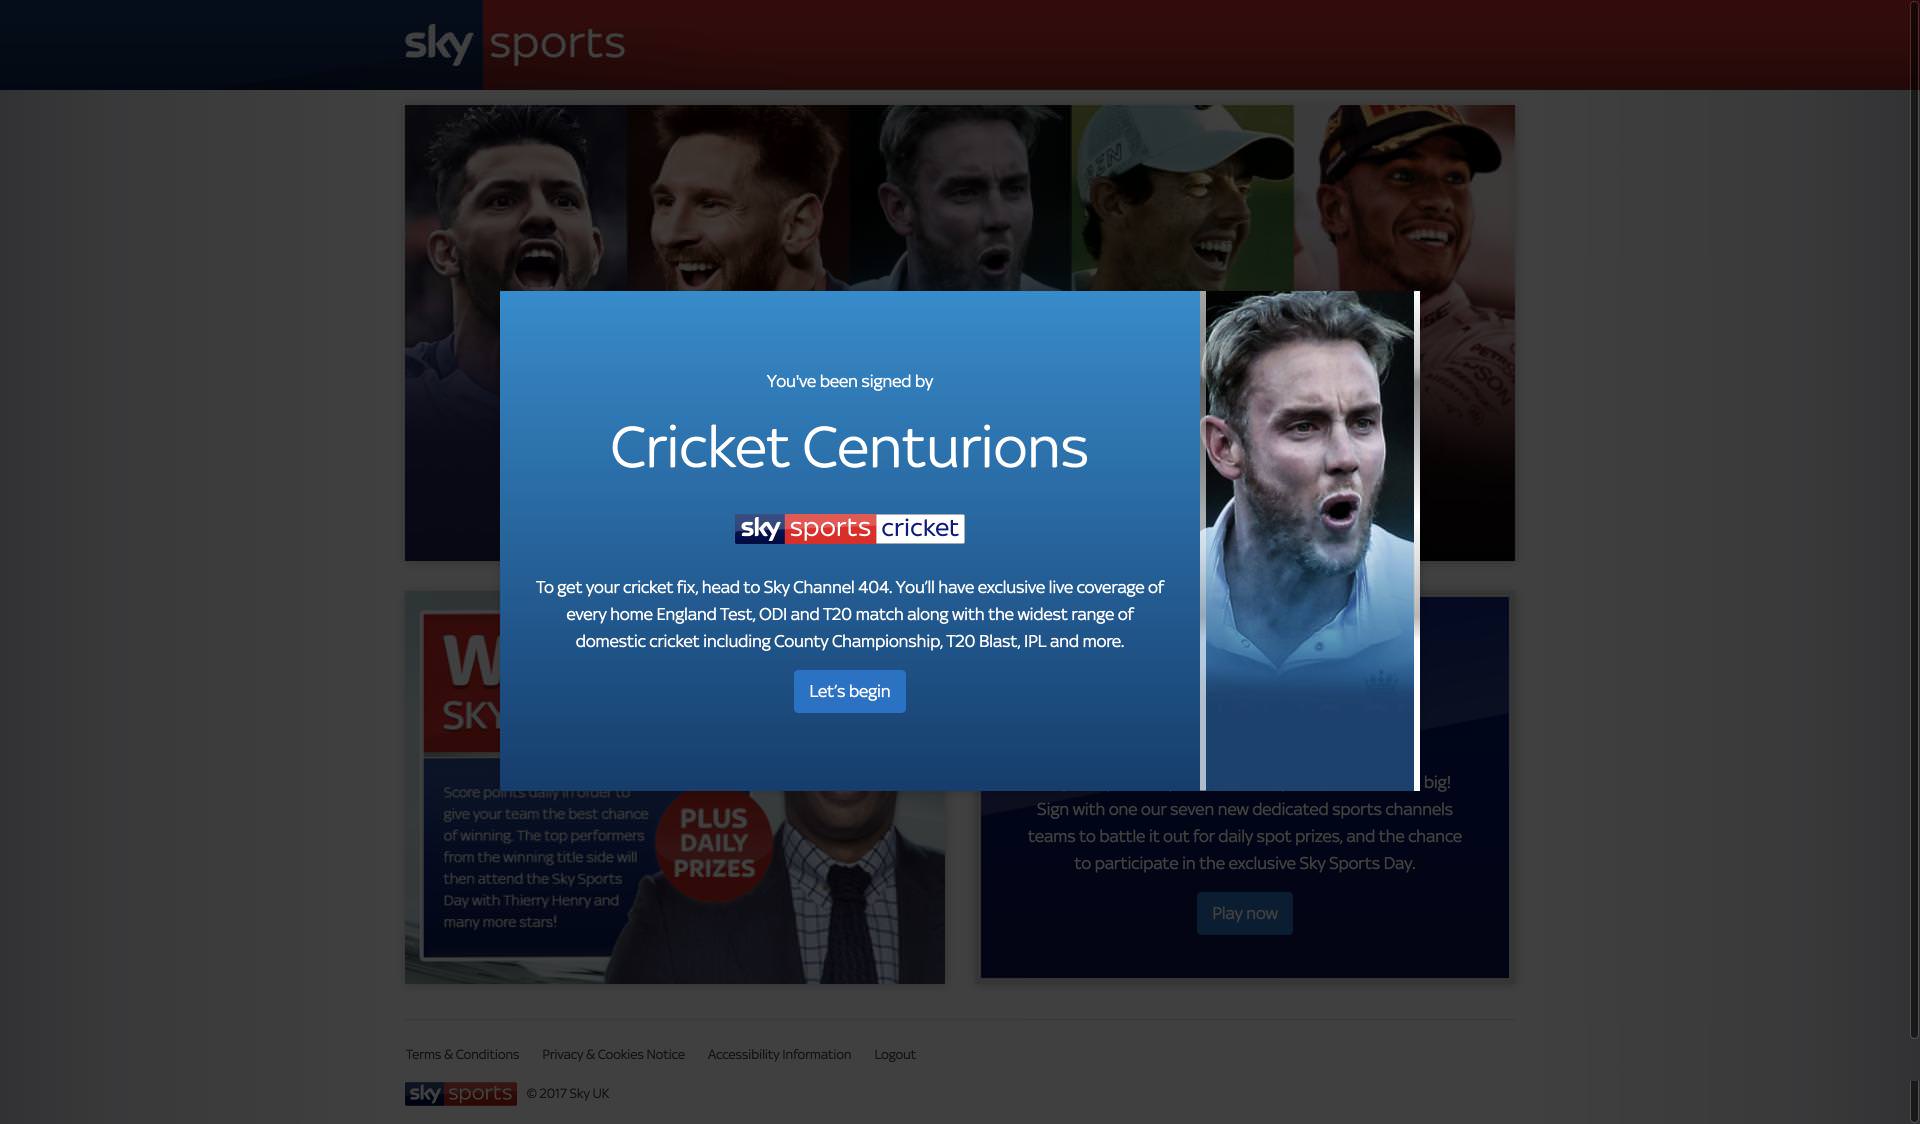 sky sports
You've been signed by
Cricket Centurions
sky sports cricket
To get your cricket fix, head to Sky Channel 404. You'll have exclusive live coverage of
every home England Test, ODI and T20 match along with the widest range of
domestic cricket including County Championship, T20 Blast, IPL and more.
Let's begin
W
SKY
Score points daily in order to
give your team the best chance
of winning. The top performers
from the winning title side will
then attend the Sky Sports
Day with Thierry Henry and
many more stars!
PLUS
DAILY
PRIZES
big!
Sign with one our seven new dedicated sports channels
teams to battle it out for daily spot prizes, and the chance
to participate in the exclusive Sky Sports Day.
Play now
Terms & Conditions Privacy & Cookies Notice Accessibility Information Logout
sky sports © 2017 Sky UK